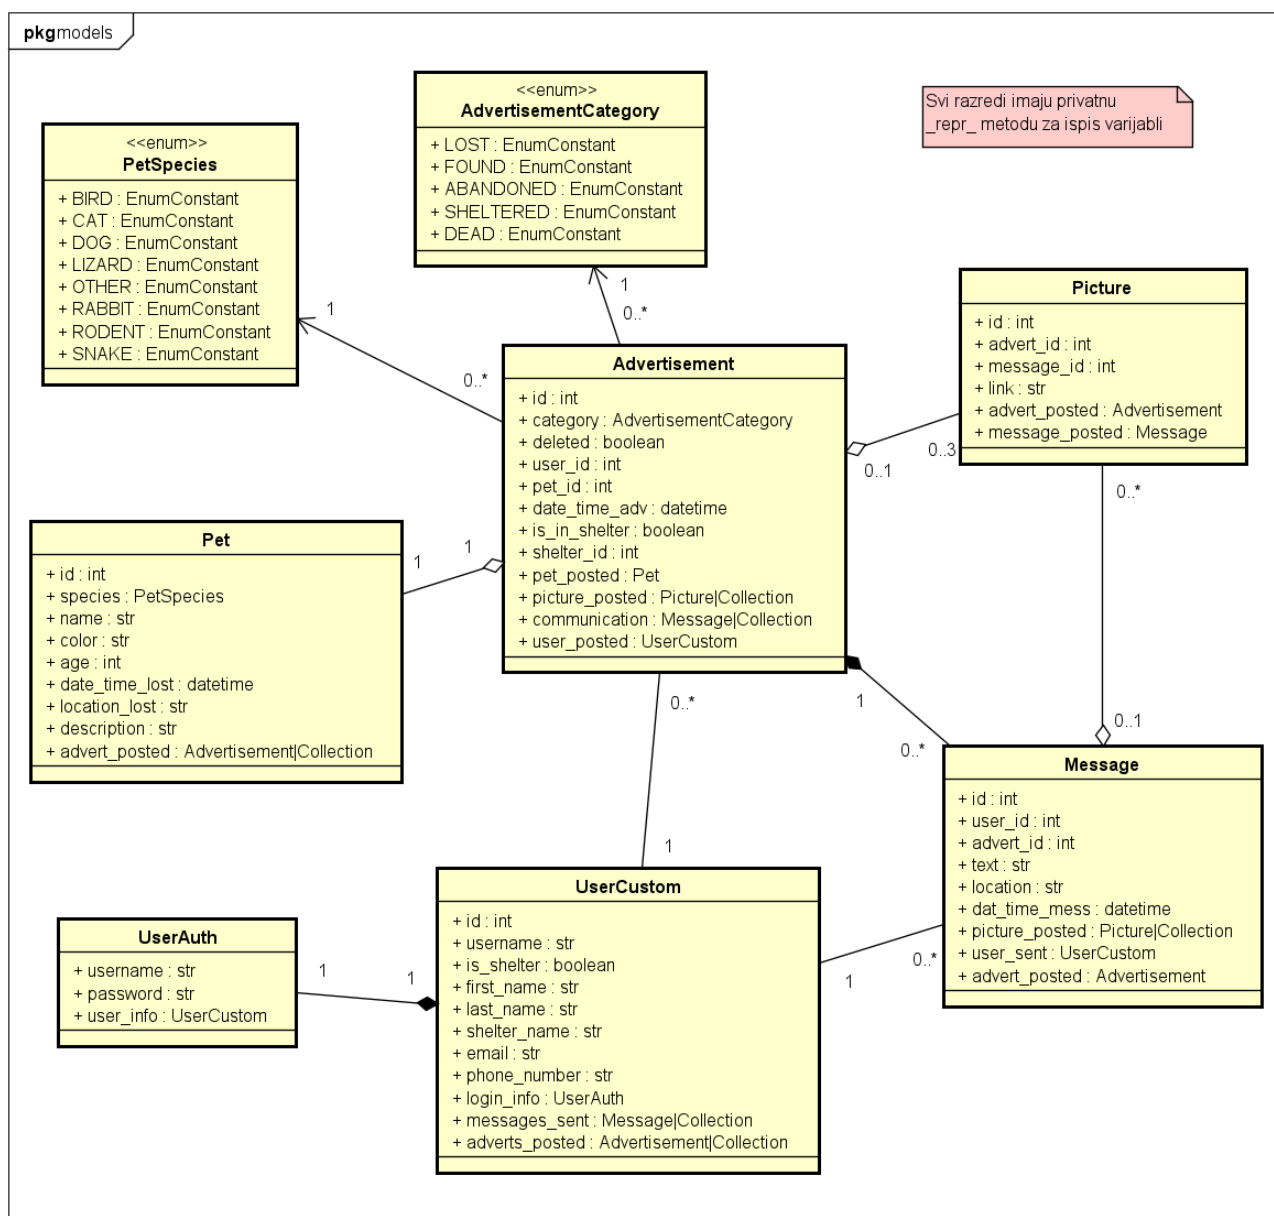 pkg models
<<enum>>
AdvertisementCategory
+ LOST : EnumConstant
+ FOUND : EnumConstant
+ ABANDONED : EnumConstant
+ SHELTERED : EnumConstant
+ DEAD : EnumConstant
Svi razredi imaju privatnu
_repr_ metodu za ispis varijabli
<<enum>>
PetSpecies
+ BIRD : EnumConstant
+ CAT : EnumConstant
+ DOG : EnumConstant
+ LIZARD : EnumConstant
+ OTHER : EnumConstant
+ RABBIT : EnumConstant
+ RODENT : EnumConstant
+ SNAKE : EnumConstant
1
0..*
1
0..*
Picture
+ id : int
+ advert_id : int
+ message_id : int
+ link : str
+ advert_posted : Advertisement
+ message_posted : Message
Advertisement
+ id : int
+ category : AdvertisementCategory
+ deleted : boolean
+ user_id : int
+ pet_id : int
+ date_time_adv : datetime
+ is_in_shelter : boolean
+ shelter_id : int
+ pet_posted : Pet
+ picture_posted : Picture|Collection
+ communication : Message|Collection
+ user_posted : UserCustom
0..1
0..3
0..*
0..1
Pet
+ id : int
+ species : PetSpecies
+ name : str
+ color : str
+ age : int
+ date_time_lost : datetime
+ location_lost : str
+ description : str
+ advert_posted : Advertisement|Collection
1
1
0..*
1
1
0..*
Message
+ id : int
+ user_id : int
+ advert_id : int
+ text : str
+ location : str
+ dat_time_mess : datetime
+ picture_posted : Picture|Collection
+ user_sent : UserCustom
+ advert_posted : Advertisement
UserCustom
+ id : int
+ username : str
+ is_shelter : boolean
+ first_name : str
+ last_name : str
+ shelter_name : str
+ email : str
+ phone_number : str
+ login_info : UserAuth
+ messages_sent : Message|Collection
+ adverts_posted : Advertisement|Collection
1
0..*
UserAuth
+ username : str
+ password : str
+ user_info : UserCustom
1
1